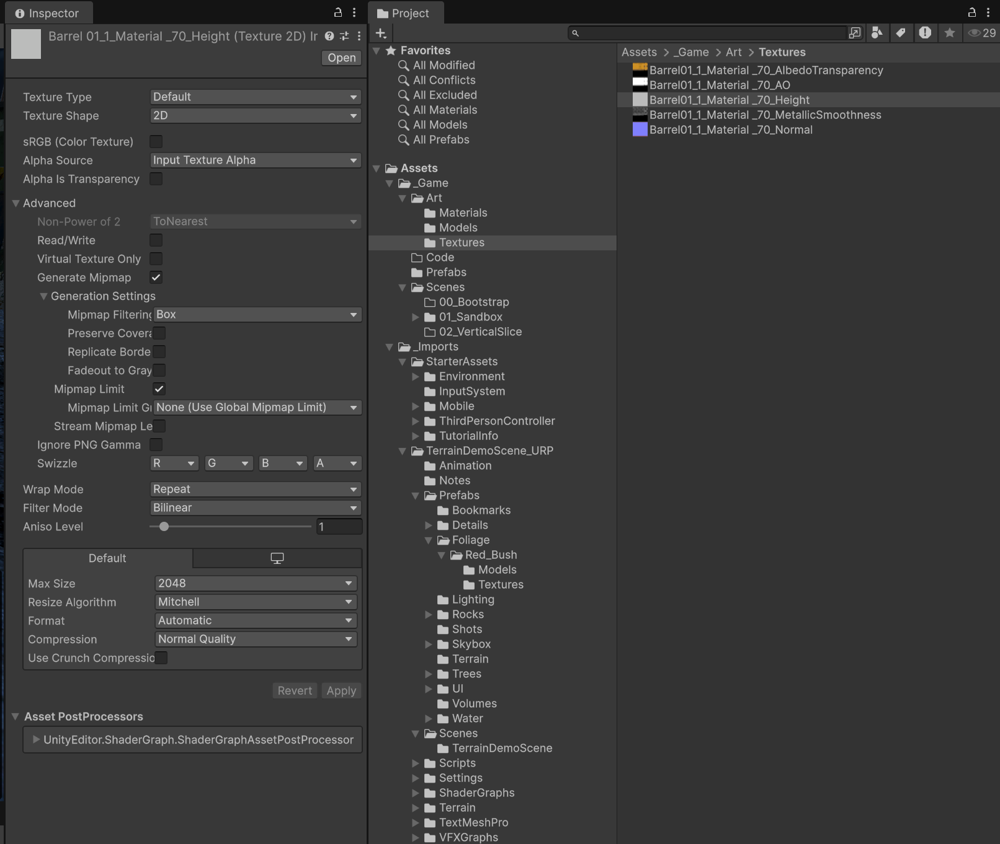 Inspector
Barrel 01_1_Material _70_Height (Texture 2D) Ir
Open
Texture Type Default
Texture Shape 2D
sRGB (Color Texture)
Alpha Source Input Texture Alpha
Alpha Is Transparency
Advanced
Non-Power of 2 ToNearest
Read/Write
Virtual Texture Only
Generate Mipmap
Generation Settings
Mipmap Filtering Box
Preserve Covera
Replicate Borde
Fadeout to Gray
Mipmap Limit
Mipmap Limit Gr None (Use Global Mipmap Limit)
Stream Mipmap Le
Ignore PNG Gamma
Swizzle R G B A
Wrap Mode Repeat
Filter Mode Bilinear
Aniso Level 1
Default
Max Size 2048
Resize Algorithm Mitchell
Format Automatic
Compression Normal Quality
Use Crunch Compressio
Revert Apply
Asset PostProcessors
UnityEditor.ShaderGraph.ShaderGraphAssetPostProcessor
Project
29
Favorites
All Modified
All Conflicts
All Excluded
All Materials
All Models
All Prefabs
Assets
_Game
Art
Materials
Models
Textures
Code
Prefabs
Scenes
00_Bootstrap
01_Sandbox
02_VerticalSlice
_Imports
StarterAssets
Environment
InputSystem
Mobile
ThirdPersonController
TutorialInfo
TerrainDemoScene_URP
Animation
Notes
Prefabs
Bookmarks
Details
Foliage
Red_Bush
Models
Textures
Lighting
Rocks
Shots
Skybox
Terrain
Trees
UI
Volumes
Water
Scenes
TerrainDemoScene
Scripts
Settings
ShaderGraphs
Terrain
TextMeshPro
VFXGraphs
Assets > _Game > Art > Textures
Barrel01_1_Material _70_AlbedoTransparency
Barrel01_1_Material _70_AO
Barrel01_1_Material _70_Height
Barrel01_1_Material _70_MetallicSmoothness
Barrel01_1_Material _70_Normal